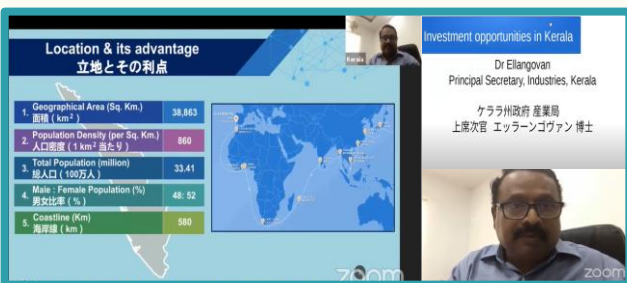 Location & its advantage
立地とその利点
1. Geographical Area (Sq. Km.)
面積 ( km² )
38,863
2. Population Density (per Sq. Km.)
人口密度 ( 1 km² 当たり )
860
3. Total Population (million)
総人口 ( 100万人 )
33.41
4. Male : Female Population (%)
男女比率 ( % )
48: 52
5. Coastline (Km)
海岸線 ( km )
580
Kerala
zoom
Investment opportunities in Kerala
Dr Ellangovan
Principal Secretary, Industries, Kerala
ケララ州政府 産業局
上席次官 エッラーンゴヴァン 博士
zoom